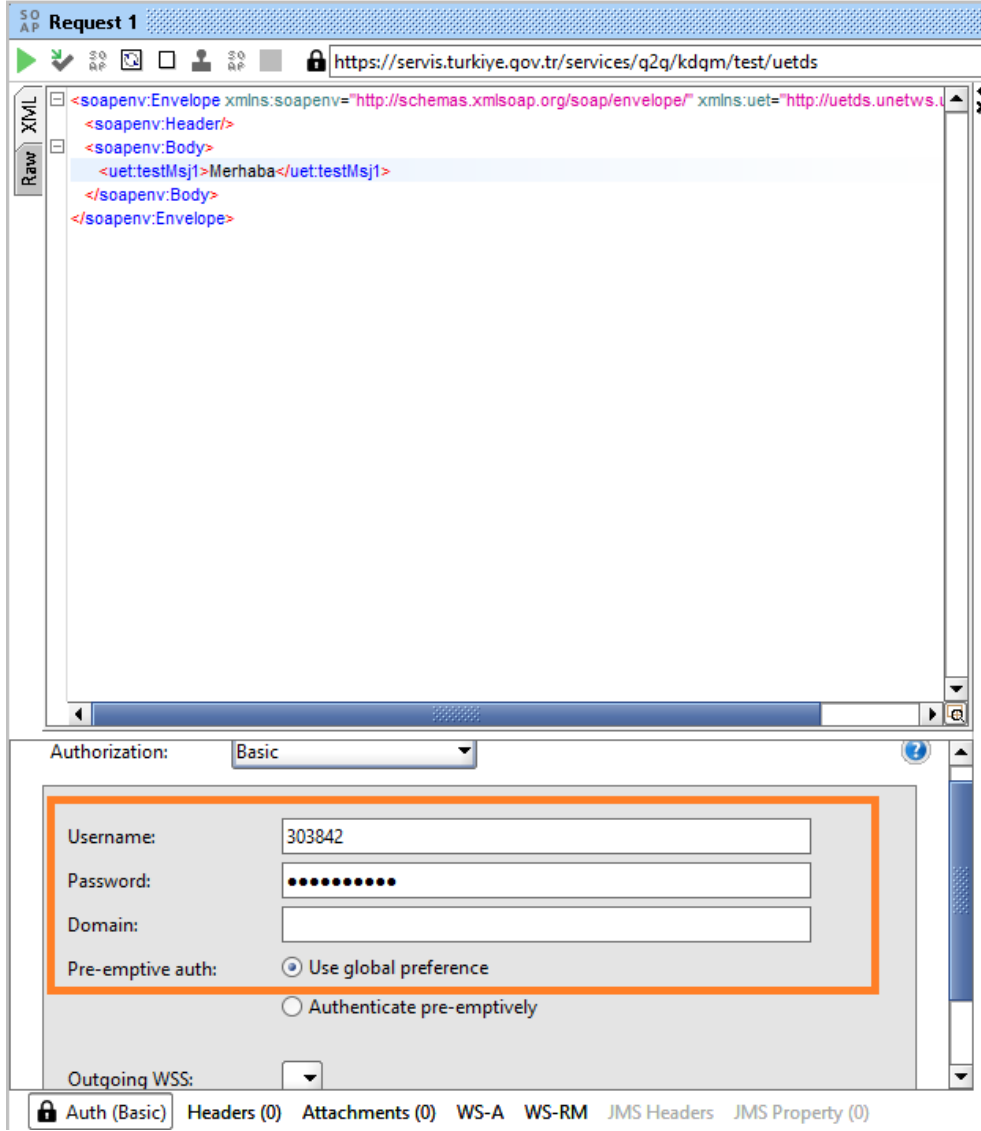 SOAP Request 1
SOAP SOAP https://servis.turkiye.gov.tr/services/g2g/kdgm/test/uetds
XML
Raw
<soapenv:Envelope xmlns:soapenv="http://schemas.xmlsoap.org/soap/envelope/" xmlns:uet="http://uetds.unetws.u
<soapenv:Header/>
<soapenv:Body>
<uet:testMsj1>Merhaba</uet:testMsj1>
</soapenv:Body>
</soapenv:Envelope>
Authorization: Basic
Username: 303842
Password: ●●●●●●●●●●
Domain:
Pre-emptive auth: Use global preference
Authenticate pre-emptively
Outgoing WSS:
Auth (Basic) Headers (0) Attachments (0) WS-A WS-RM JMS Headers JMS Property (0)